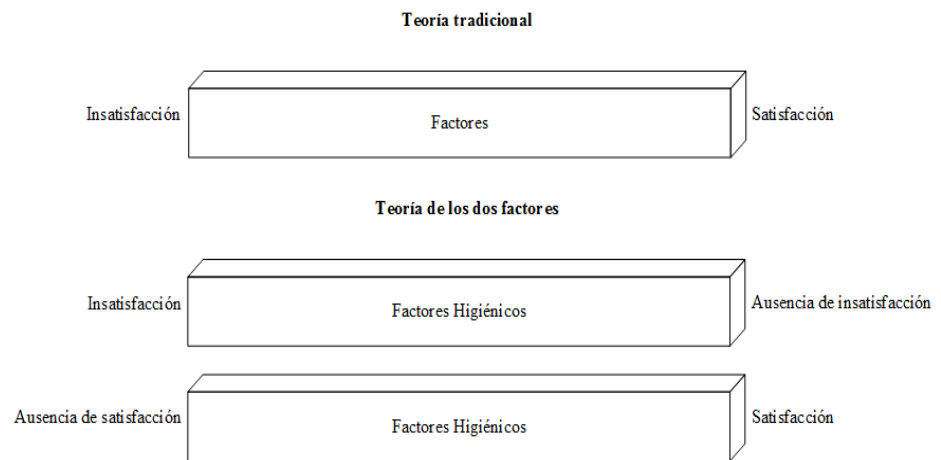 Teoría tradicional
Insatisfacción
Factores
Satisfacción
Teoría de los dos factores
Insatisfacción
Factores Higiénicos
Ausencia de insatisfacción
Ausencia de satisfacción
Factores Higiénicos
Satisfacción